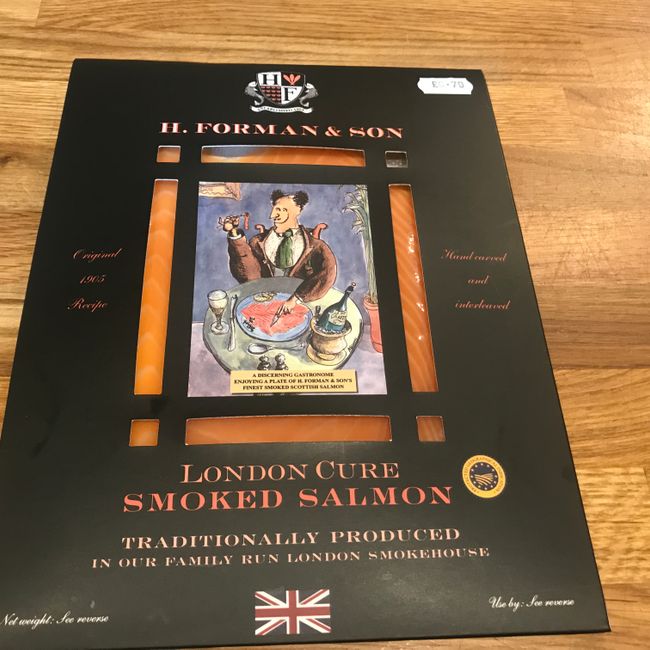 H
F
H. FORMAN & SON
Original
1905
Recipe
Hand carved
and
interleaved
A DISCERNING GASTRONOME
ENJOYING A PLATE OF H. FORMAN & SON'S
FINEST SMOKED SCOTTISH SALMON
LONDON CURE
SMOKED SALMON
TRADITIONALLY PRODUCED
IN OUR FAMILY RUN LONDON SMOKEHOUSE
Net weight: See reverse
Use by: See reverse